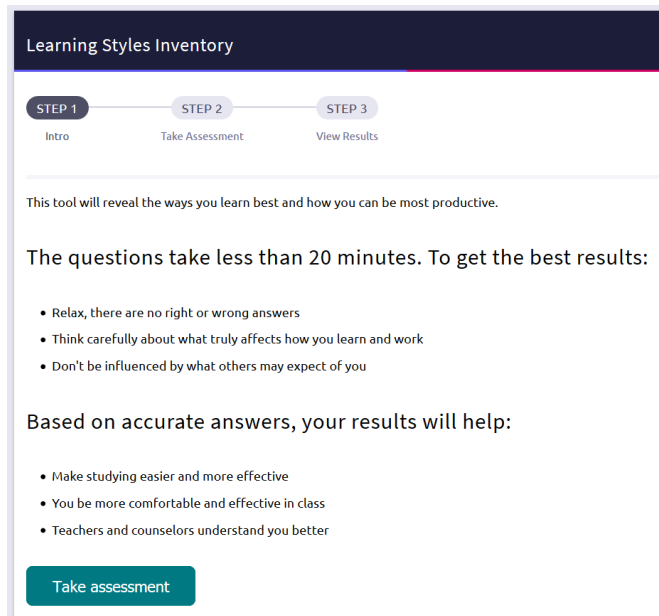 Learning Styles Inventory
STEP 1 STEP 2 STEP 3
Intro Take Assessment View Results
This tool will reveal the ways you learn best and how you can be most productive.
The questions take less than 20 minutes. To get the best results:
• Relax, there are no right or wrong answers
• Think carefully about what truly affects how you learn and work
• Don't be influenced by what others may expect of you
Based on accurate answers, your results will help:
• Make studying easier and more effective
• You be more comfortable and effective in class
• Teachers and counselors understand you better
Take assessment